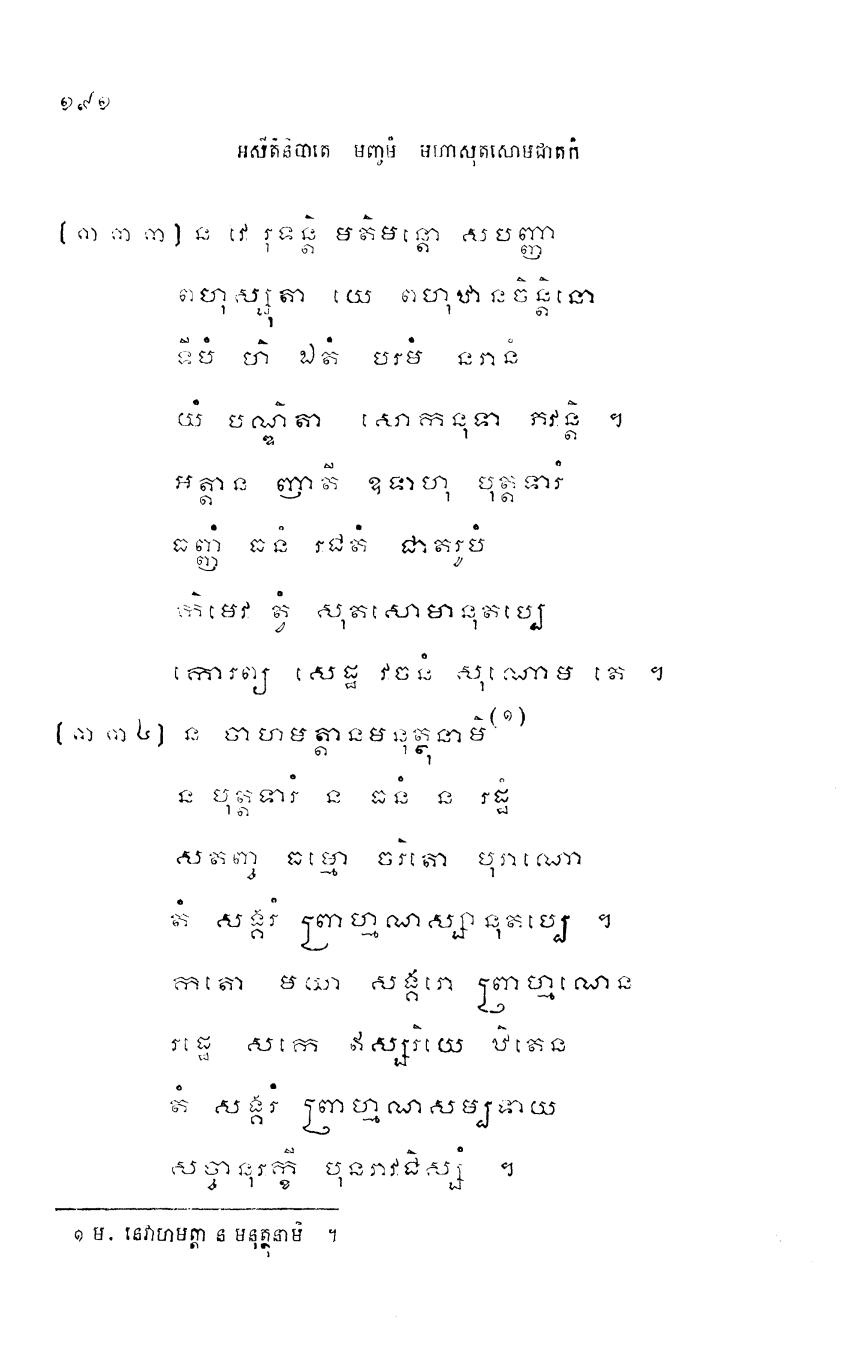 ១៩១
អសីតិនិបាតេ បញ្ចមំ មហាសុតសោមជាតកំ
(៣៣៣) ន វេ រុទន្តិ មតិមន្តោ សបញ្ញា
ពហុស្សុតា យេ ពហុឋានចិន្តិនោ
ទីបំ ហិ ឯតំ បរមំ នរានំ
យំ បណ្ឌិតា សោកនុទា ភវន្តិ ។
អត្តាន ញាតី ឧទាហុ បុត្តទារំ
ធញ្ញំ ធនំ រជតំ ជាតរូបំ
កិមេវ ត្វំ សុតសោមានុតប្បេ
កោរព្យ សេដ្ឋ វចនំ សុណោម តេ ។
(៣៣៤) ន ចាហមត្តានមនុត្ថុនាមិ(១)
ន បុត្តទារំ ន ធនំ ន រដ្ឋំ
សតញ្ច ធម្មោ ចរិតោ បុរាណោ
តំ សង្គរំ ព្រាហ្មណស្សានុតប្បេ ។
កតោ មយា សង្គរោ ព្រាហ្មណេន
រដ្ឋេ សកេ ឥស្សរិយេ ឋិតេន
តំ សង្គរំ ព្រាហ្មណសម្បទាយ
សច្ចានុរក្ខី បុនរាវជិស្សំ ។
១ ម. នេវាហមត្តា ន មនុត្ថុនាមិ ។